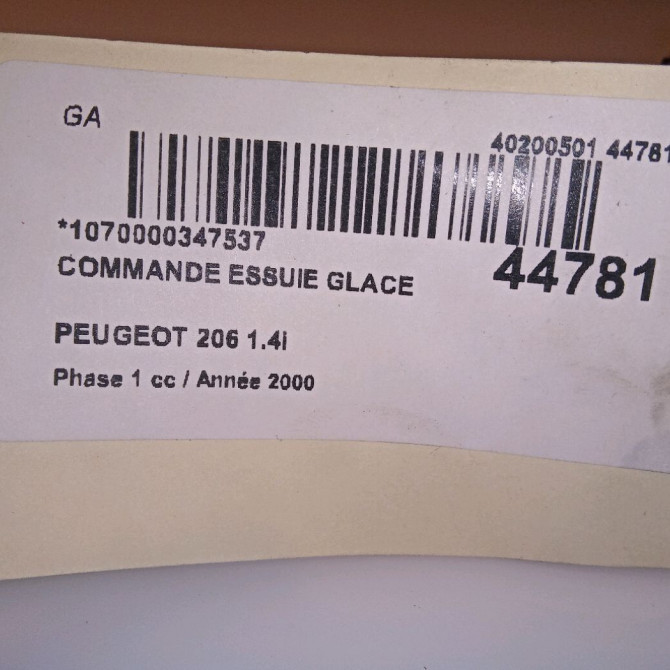 GA
40200501 44781
*1070000347537
44781
COMMANDE ESSUIE GLACE
PEUGEOT 206 1.4i
Phase 1 cc / Année 2000